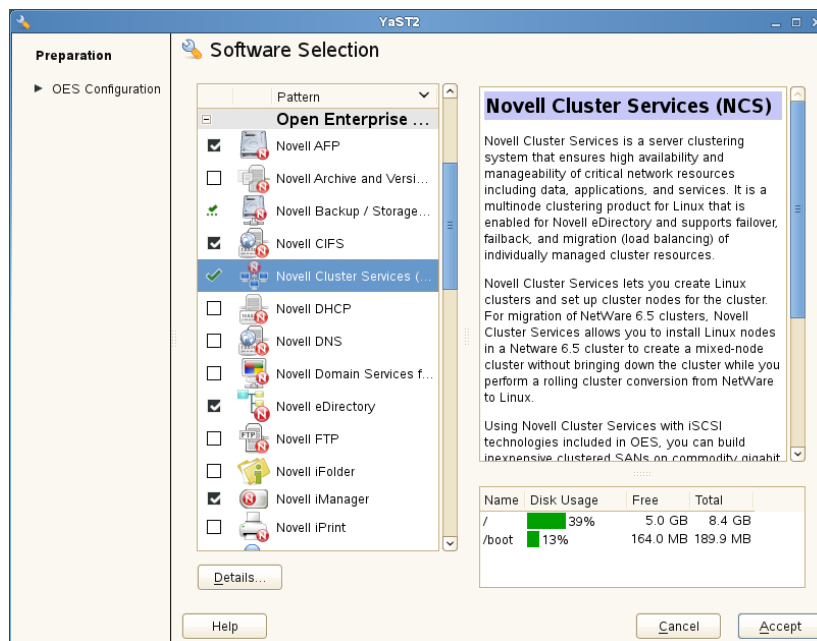 YaST2
Preparation
OES Configuration
Software Selection
Pattern
Open Enterprise ...
Novell AFP
Novell Archive and Versi...
Novell Backup / Storage...
Novell CIFS
Novell Cluster Services (...
Novell DHCP
Novell DNS
Novell Domain Services f...
Novell eDirectory
Novell FTP
Novell iFolder
Novell iManager
Novell iPrint
Details...
Novell Cluster Services (NCS)
Novell Cluster Services is a server clustering
system that ensures high availability and
manageability of critical network resources
including data, applications, and services. It is a
multinode clustering product for Linux that is
enabled for Novell eDirectory and supports failover,
failback, and migration (load balancing) of
individually managed cluster resources.
Novell Cluster Services lets you create Linux
clusters and set up cluster nodes for the cluster.
For migration of NetWare 6.5 clusters, Novell
Cluster Services allows you to install Linux nodes
in a Netware 6.5 cluster to create a mixed-node
cluster without bringing down the cluster while you
perform a rolling cluster conversion from NetWare
to Linux.
Using Novell Cluster Services with iSCSI
technologies included in OES, you can build
inexpensive clustered SANs on commodity gigabit
Name Disk Usage Free Total
/ 39% 5.0 GB 8.4 GB
/boot 13% 164.0 MB 189.9 MB
Help
Cancel
Accept